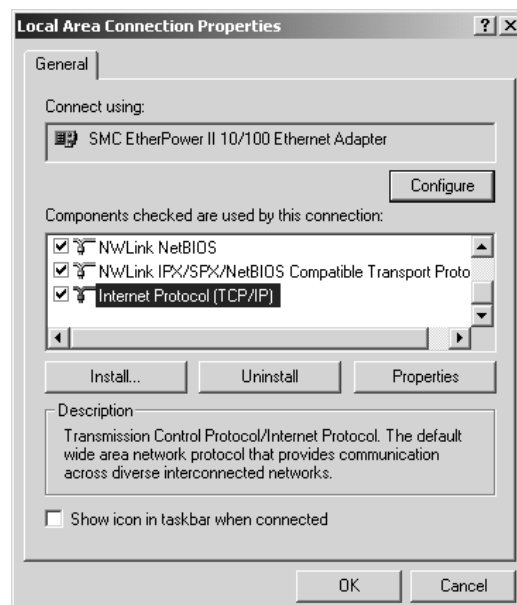 Local Area Connection Properties
General
Connect using:
SMC EtherPower II 10/100 Ethernet Adapter
Configure
Components checked are used by this connection:
NWLink NetBIOS
NWLink IPX/SPX/NetBIOS Compatible Transport Proto
Internet Protocol (TCP/IP)
Install... Uninstall Properties
Description
Transmission Control Protocol/Internet Protocol. The default
wide area network protocol that provides communication
across diverse interconnected networks.
Show icon in taskbar when connected
OK Cancel